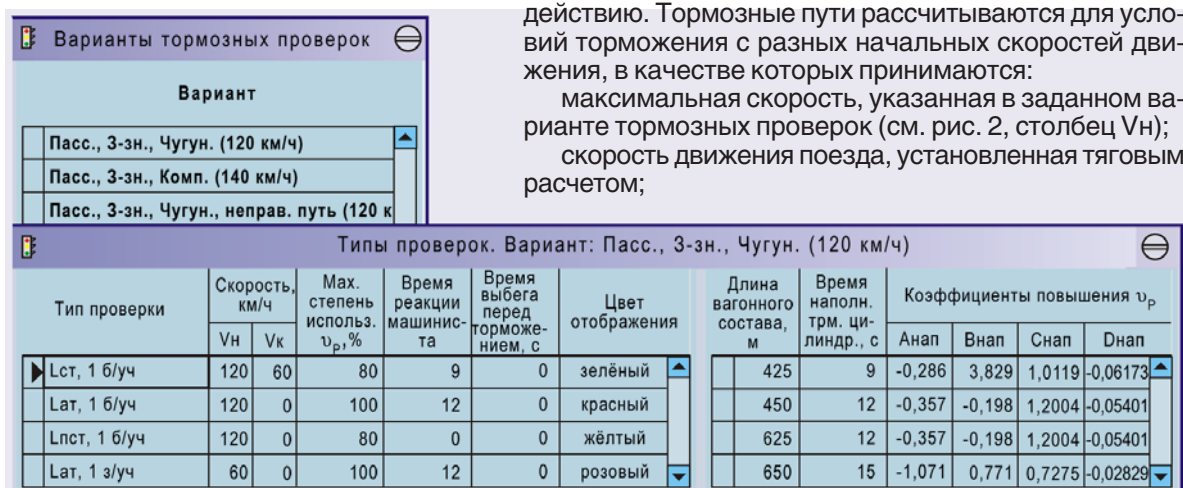 действию. Тормозные пути рассчитываются для усло-
вий торможения с разных начальных скоростей дви-
жения, в качестве которых принимаются:
максимальная скорость, указанная в заданном ва-
рианте тормозных проверок (см. рис. 2, столбец Vн);
скорость движения поезда, установленная тяговым
расчетом;
Варианты тормозных проверок
Вариант
Пасс., 3-зн., Чугун. (120 км/ч)
Пасс., 3-зн., Комп. (140 км/ч)
Пасс., 3-зн., Чугун., неправ. путь (120 к
Типы проверок. Вариант: Пасс., 3-зн., Чугун. (120 км/ч)
Тип проверки
Скорость,
км/ч
Vн Vк
Мах.
степень
использ.
υр,%
Время
реакции
машинис-
та
Время
выбега
перед
торможе-
нием, с
Цвет
отображения
Длина
вагонного
состава,
м
Время
наполн.
трм. ци-
линдр., с
Коэффициенты повышения υр
Анап Внап Снап Dнап
Lст, 1 б/уч 120 60 80 9 0 зелёный 425 9 -0,286 3,829 1,0119 -0,06173
Lат, 1 б/уч 120 0 100 12 0 красный 450 12 -0,357 -0,198 1,2004 -0,05401
Lпст, 1 б/уч 120 0 80 0 0 жёлтый 625 12 -0,357 -0,198 1,2004 -0,05401
Lат, 1 з/уч 60 0 100 12 0 розовый 650 15 -1,071 0,771 0,7275 -0,02829